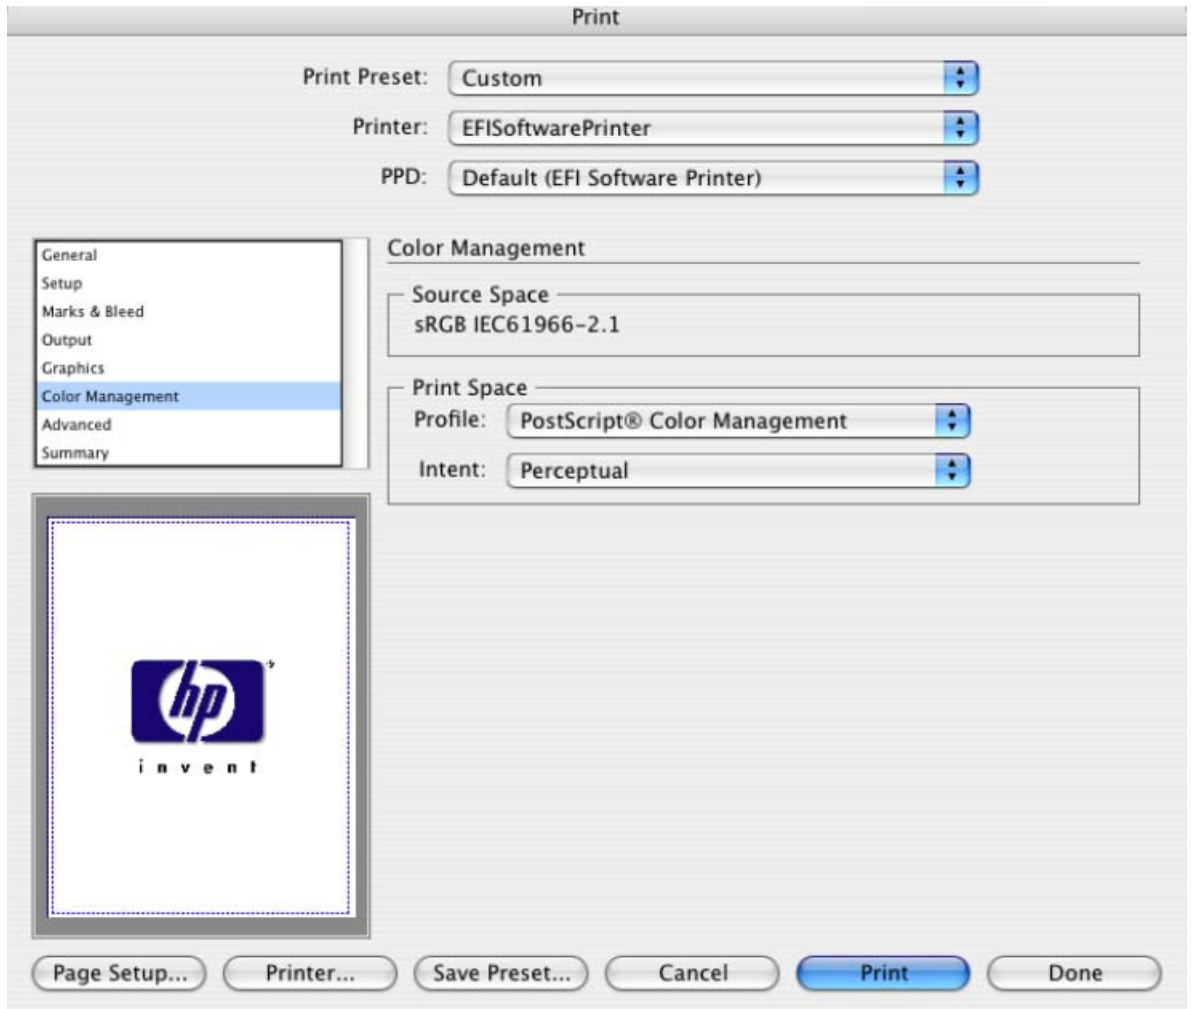 Print
Print Preset: Custom
Printer: EFISoftwarePrinter
PPD: Default (EFI Software Printer)
General
Setup
Marks & Bleed
Output
Graphics
Color Management
Advanced
Summary
Color Management
Source Space
sRGB IEC61966-2.1
Print Space
Profile: PostScript® Color Management
Intent: Perceptual
hp
invent
Page Setup... Printer... Save Preset... Cancel Print Done